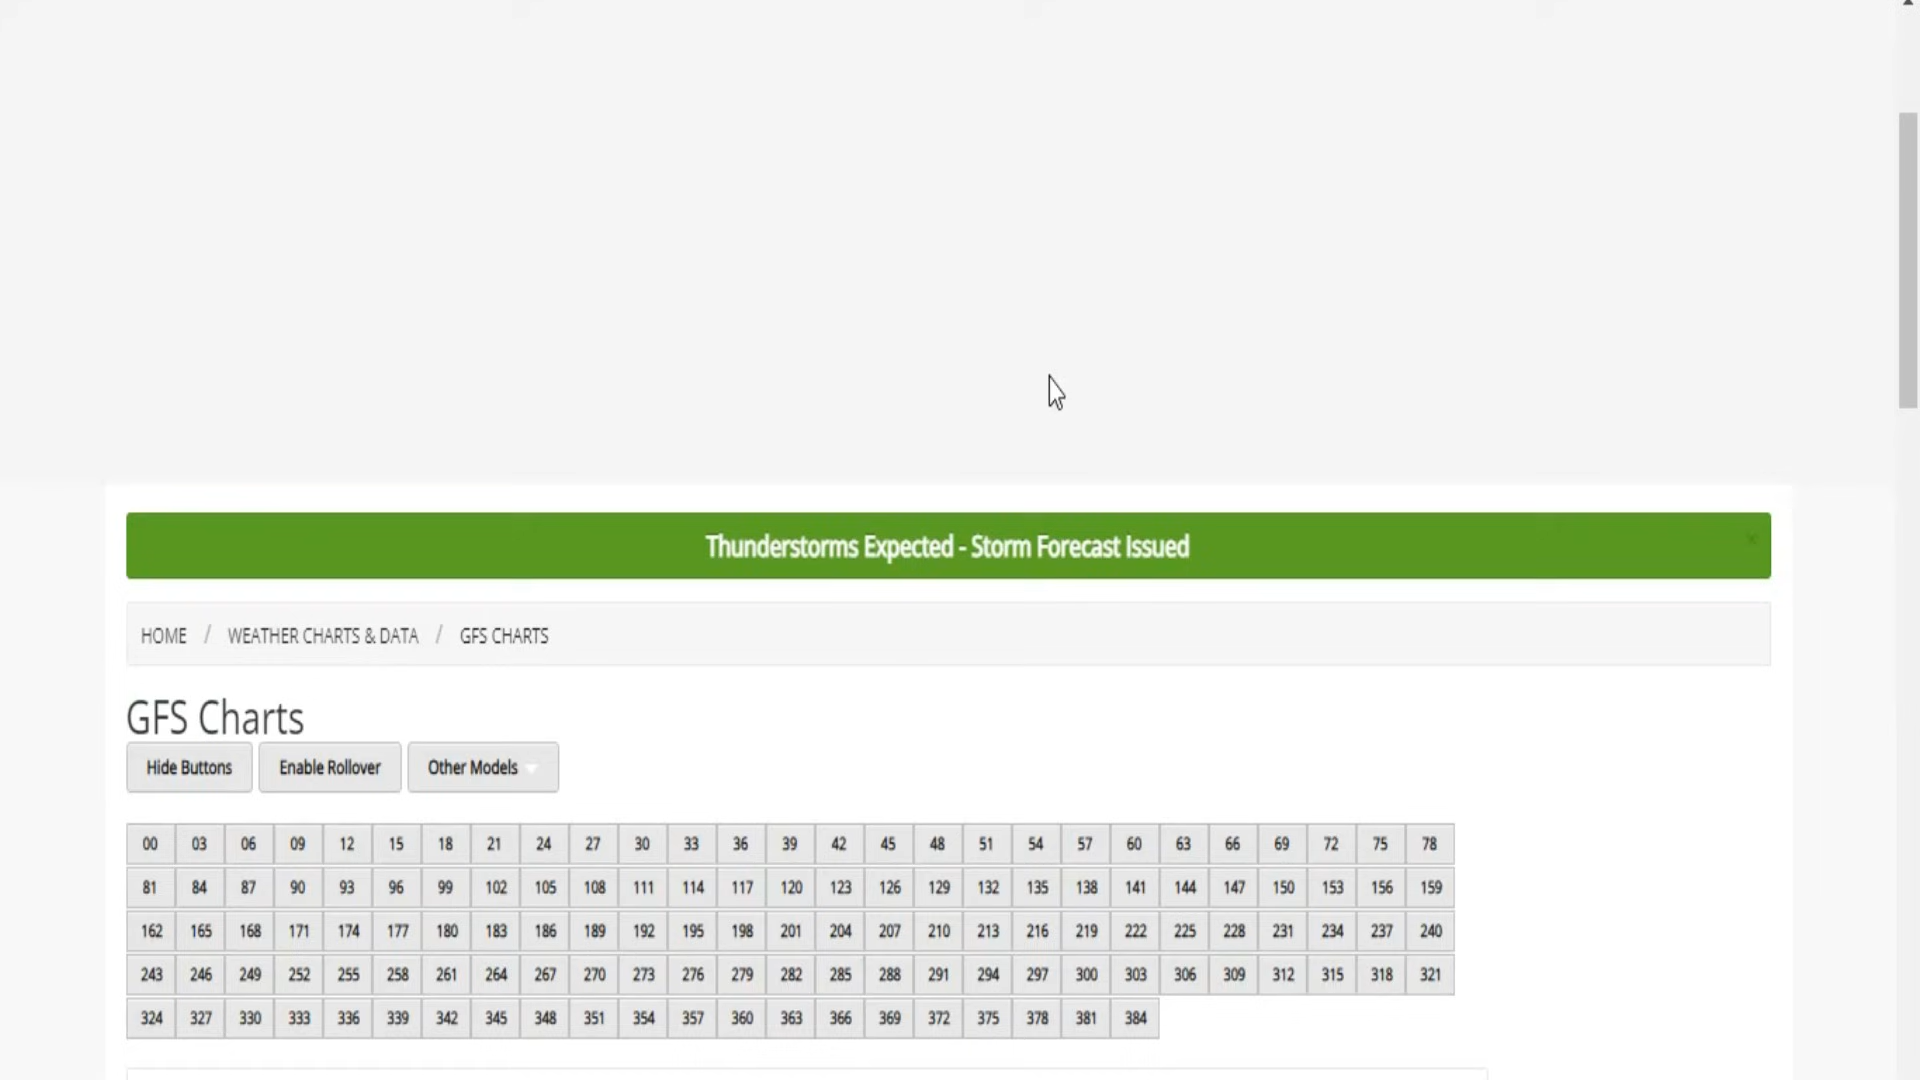 Thunderstorms Expected - Storm Forecast Issued ×
HOME / WEATHER CHARTS & DATA / GFS CHARTS
GFS Charts
Hide Buttons Enable Rollover Other Models
00 03 06 09 12 15 18 21 24 27 30 33 36 39 42 45 48 51 54 57 60 63 66 69 72 75 78
81 84 87 90 93 96 99 102 105 108 111 114 117 120 123 126 129 132 135 138 141 144 147 150 153 156 159
162 165 168 171 174 177 180 183 186 189 192 195 198 201 204 207 210 213 216 219 222 225 228 231 234 237 240
243 246 249 252 255 258 261 264 267 270 273 276 279 282 285 288 291 294 297 300 303 306 309 312 315 318 321
324 327 330 333 336 339 342 345 348 351 354 357 360 363 366 369 372 375 378 381 384